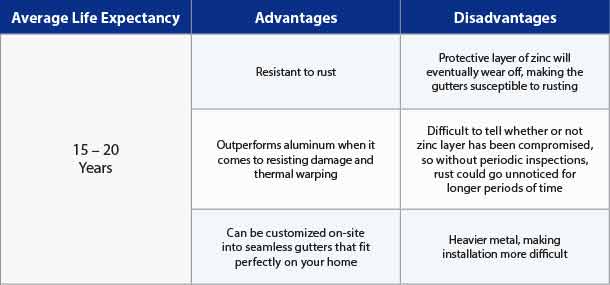 Average Life Expectancy
Advantages
Disadvantages
15 – 20
Years
Resistant to rust
Protective layer of zinc will
eventually wear off, making the
gutters susceptible to rusting
Outperforms aluminum when it
comes to resisting damage and
thermal warping
Difficult to tell whether or not
zinc layer has been compromised,
so without periodic inspections,
rust could go unnoticed for
longer periods of time
Can be customized on-site
into seamless gutters that fit
perfectly on your home
Heavier metal, making
installation more difficult